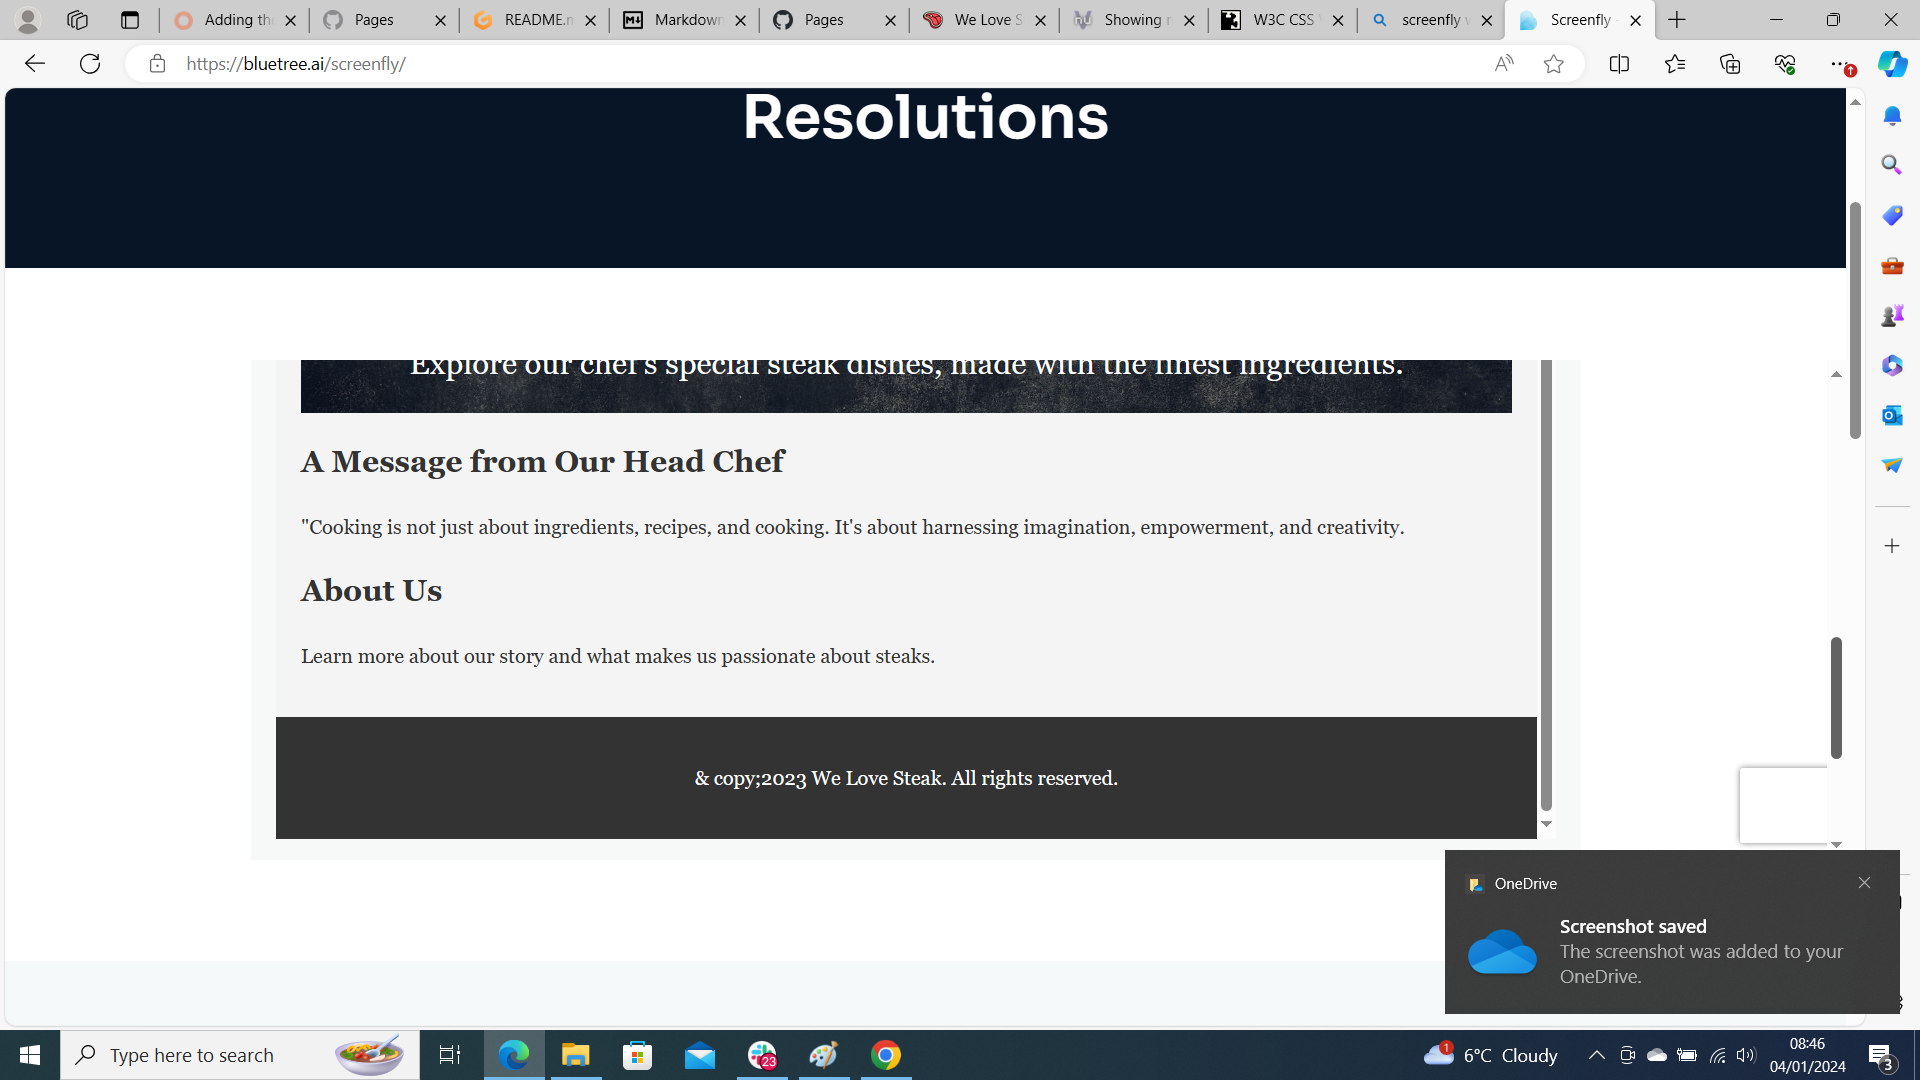 Adding the
Pages
README.m
Markdown
Pages
We Love S
Showing r
W3C CSS V
screenfly w
Screenfly -
https://bluetree.ai/screenfly/
Resolutions
Explore our chef's special steak dishes, made with the finest ingredients.
A Message from Our Head Chef
"Cooking is not just about ingredients, recipes, and cooking. It's about harnessing imagination, empowerment, and creativity.
About Us
Learn more about our story and what makes us passionate about steaks.
& copy;2023 We Love Steak. All rights reserved.
OneDrive
Screenshot saved
The screenshot was added to your
OneDrive.
Type here to search
23
1
6°C Cloudy
08:46
04/01/2024
3